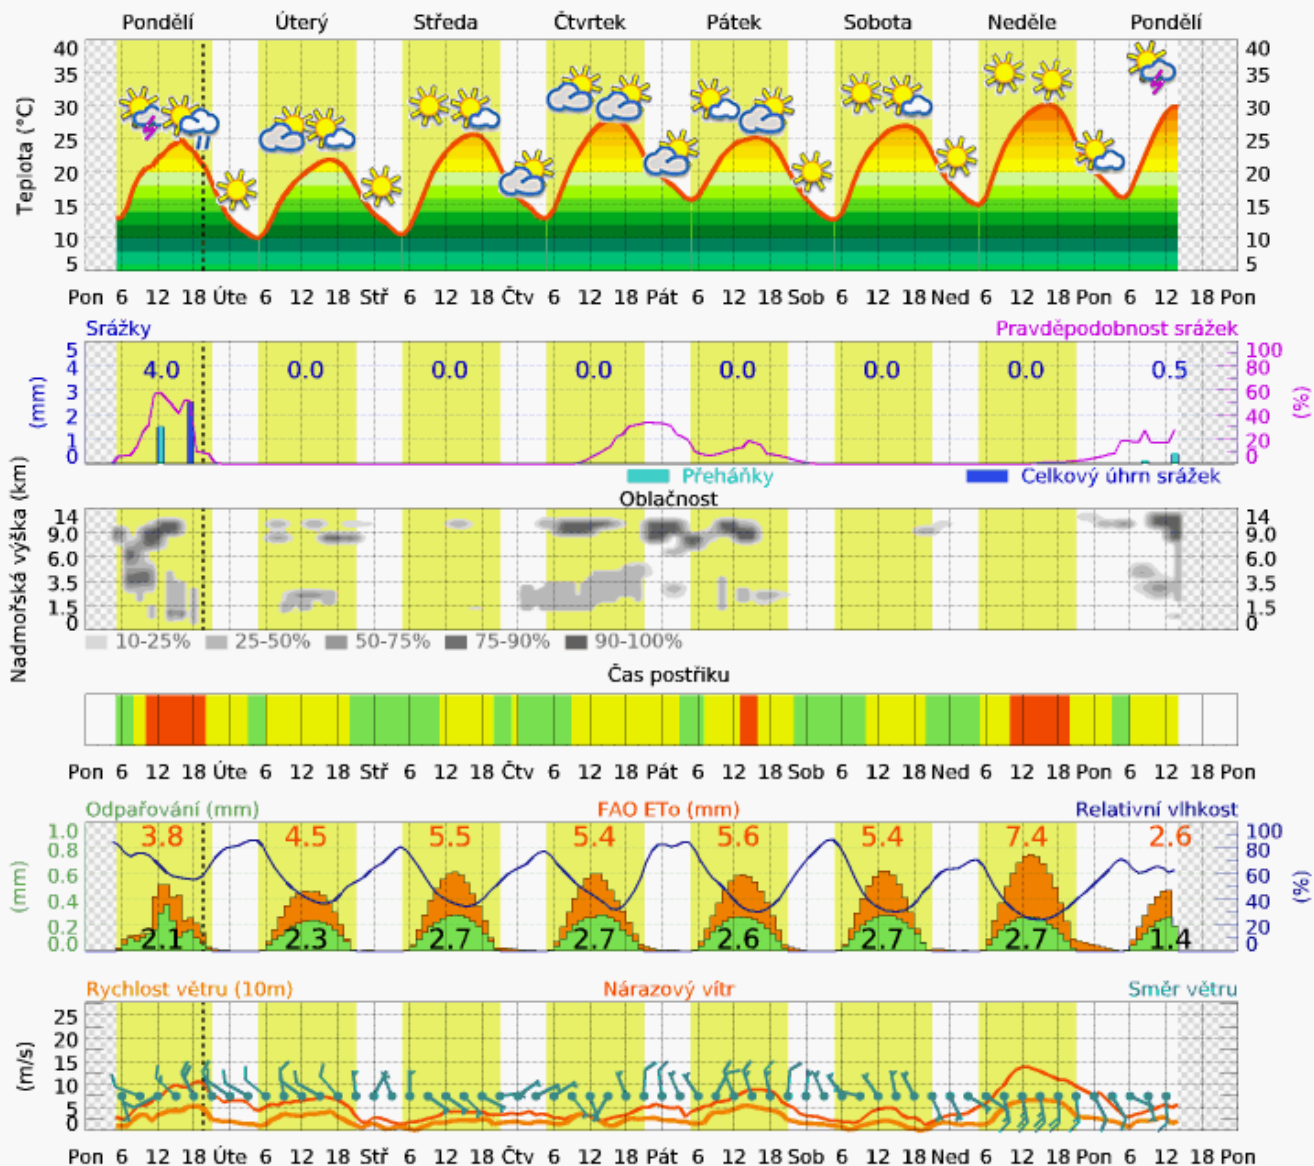 Pondělí Úterý Středa Čtvrtek Pátek Sobota Neděle Pondělí
Teplota (°C)
40 40
35 35
30 30
25 25
20 20
15 15
10 10
5 5
Pon 6 12 18 Úte 6 12 18 Stř 6 12 18 Čtv 6 12 18 Pát 6 12 18 Sob 6 12 18 Ned 6 12 18 Pon 6 12 18 Pon
Srážky Pravděpodobnost srážek
(mm) (%)
5 100
4 4.0 0.0 0.0 0.0 0.0 0.0 0.0 0.5 80
3 60
2 40
1 20
0 0
Přeháňky Celkový úhrn srážek
Oblačnost
Nadmořská výška (km)
14 14
9.0 9.0
6.0 6.0
3.5 3.5
1.5 1.5
0 0
10-25% 25-50% 50-75% 75-90% 90-100%
Čas postřiku
Pon 6 12 18 Úte 6 12 18 Stř 6 12 18 Čtv 6 12 18 Pát 6 12 18 Sob 6 12 18 Ned 6 12 18 Pon 6 12 18 Pon
Odpařování (mm) FAO ETo (mm) Relativní vlhkost
(mm) (%)
1.0 3.8 4.5 5.5 5.4 5.6 5.4 7.4 2.6 100
0.8 80
0.6 60
0.4 40
0.2 20
0.0 2.1 2.3 2.7 2.7 2.6 2.7 2.7 1.4 0
Rychlost větru (10m) Nárazový vítr Směr větru
(m/s)
25
20
15
10
5
0
Pon 6 12 18 Úte 6 12 18 Stř 6 12 18 Čtv 6 12 18 Pát 6 12 18 Sob 6 12 18 Ned 6 12 18 Pon 6 12 18 Pon